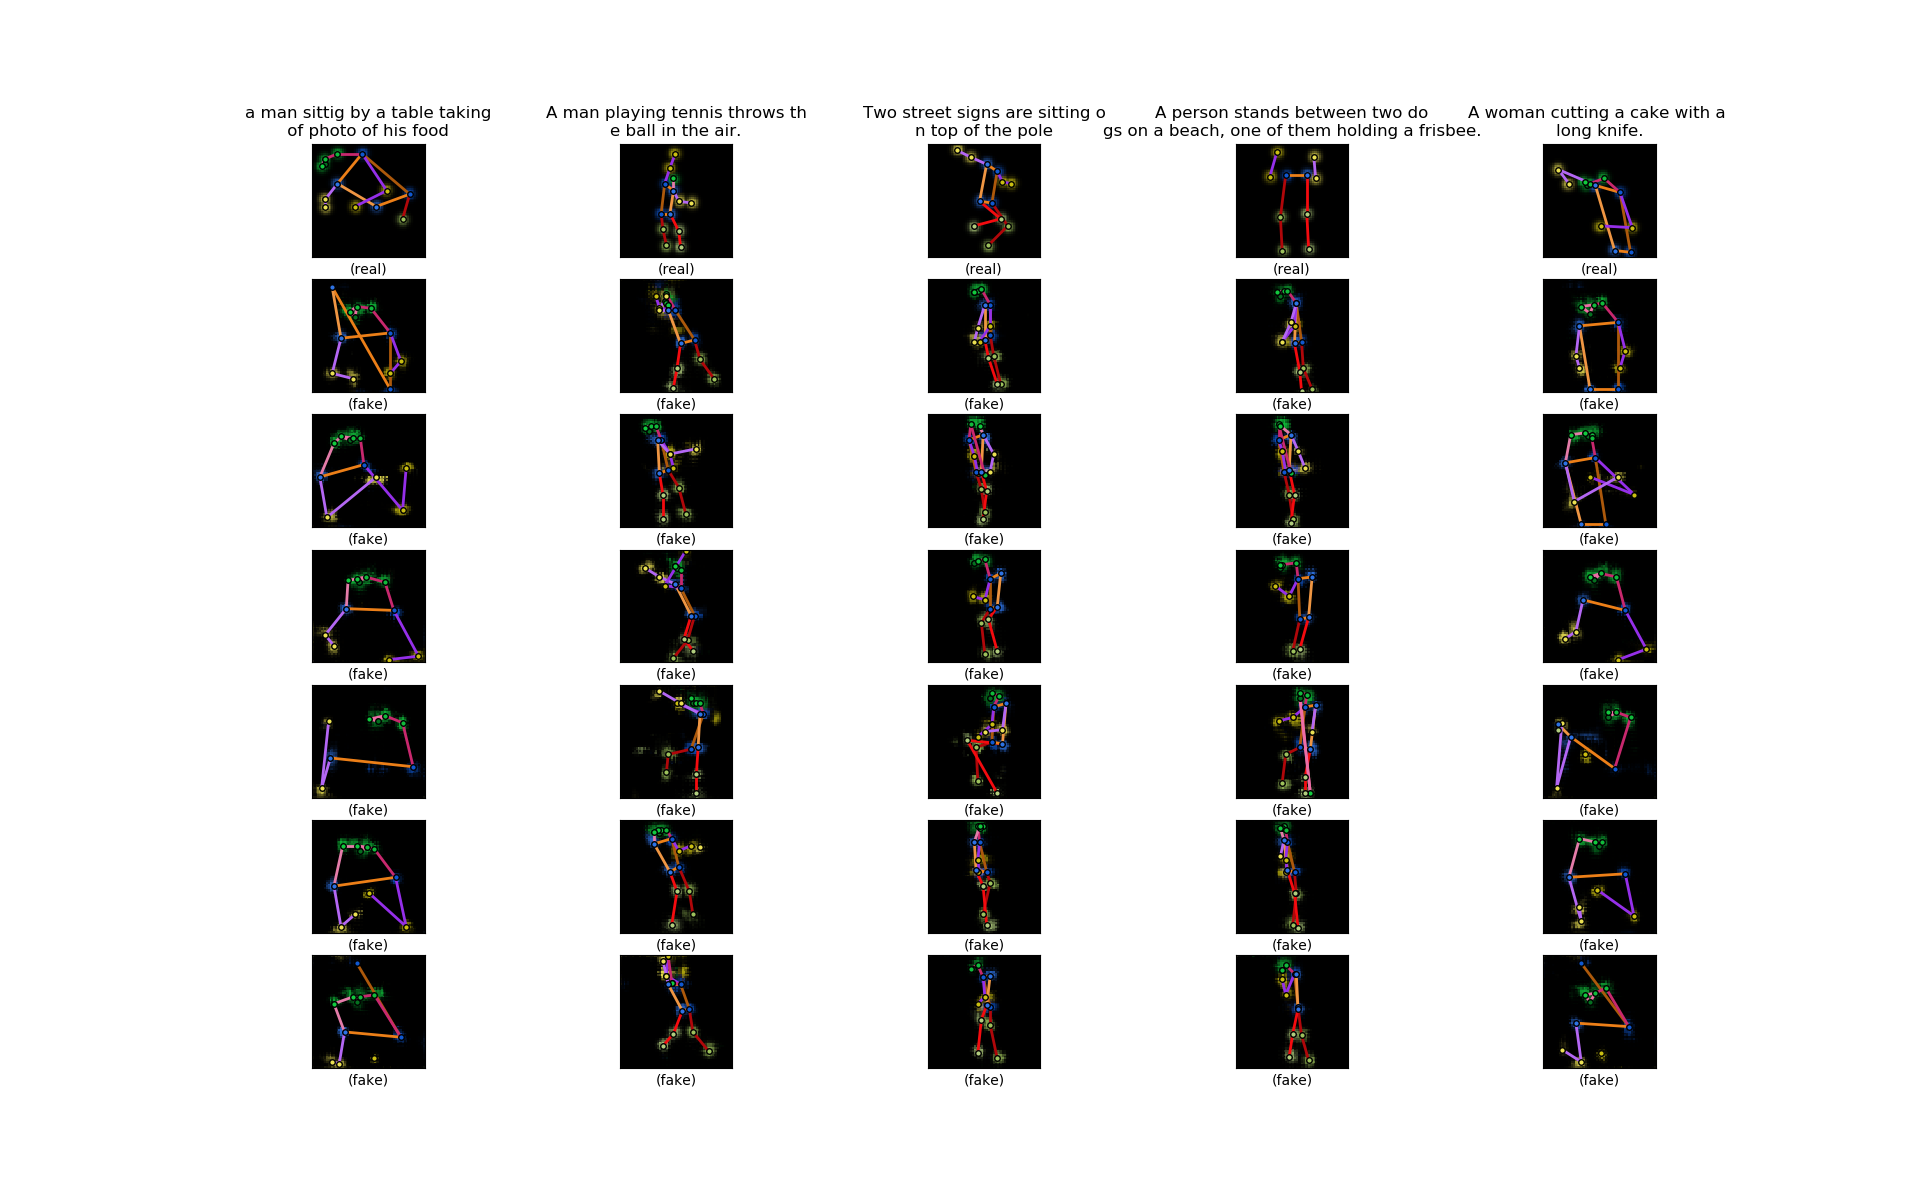 a man sittig by a table taking
of photo of his food
A man playing tennis throws th
e ball in the air.
Two street signs are sitting o
n top of the pole
A person stands between two do
gs on a beach, one of them holding a frisbee.
A woman cutting a cake with a
long knife.
(real) (real) (real) (real) (real)
(fake) (fake) (fake) (fake) (fake)
(fake) (fake) (fake) (fake) (fake)
(fake) (fake) (fake) (fake) (fake)
(fake) (fake) (fake) (fake) (fake)
(fake) (fake) (fake) (fake) (fake)
(fake) (fake) (fake) (fake) (fake)